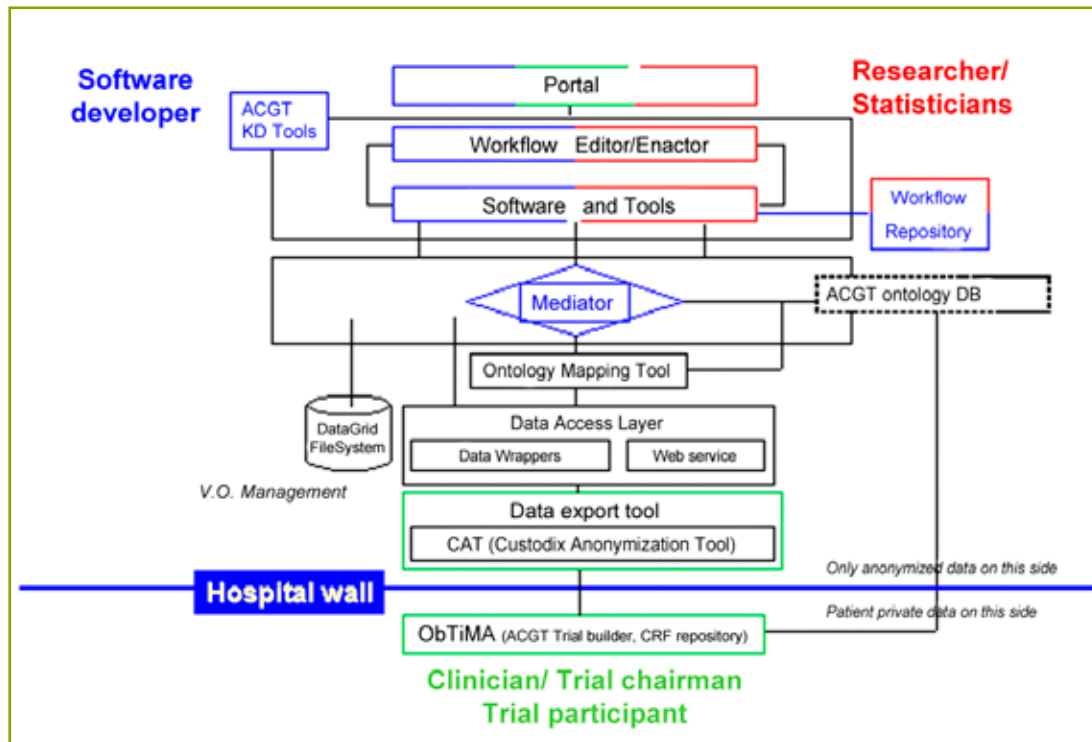 Software
developer
Portal
Researcher/
Statisticians
ACGT
KD Tools
Workflow Editor/Enactor
Software and Tools
Workflow
Repository
Mediator
ACGT ontology DB
Ontology Mapping Tool
DataGrid
FileSystem
Data Access Layer
Data Wrappers
Web service
V.O. Management
Data export tool
CAT (Custodix Anonymization Tool)
Only anonymized data on this side
Hospital wall
Patient private data on this side
ObTiMA (ACGT Trial builder, CRF repository)
Clinician/ Trial chairman
Trial participant